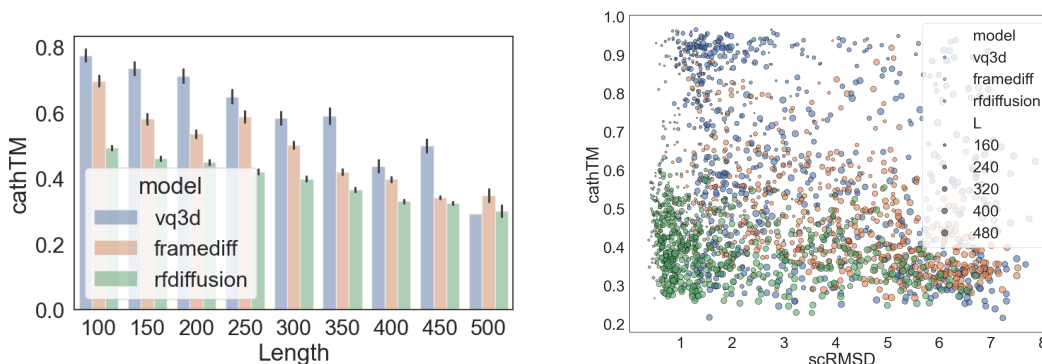 0.8
0.6
0.4
0.2
0.0
cathTM
model
vq3d
framediff
rfdiffusion
100 150 200 250 300 350 400 450 500
Length
1.0
0.9
0.8
0.7
0.6
0.5
0.4
0.3
0.2
cathTM
model
vq3d
framediff
rfdiffusion
L
160
240
320
400
480
1 2 3 4 5 6 7 8
scRMSD